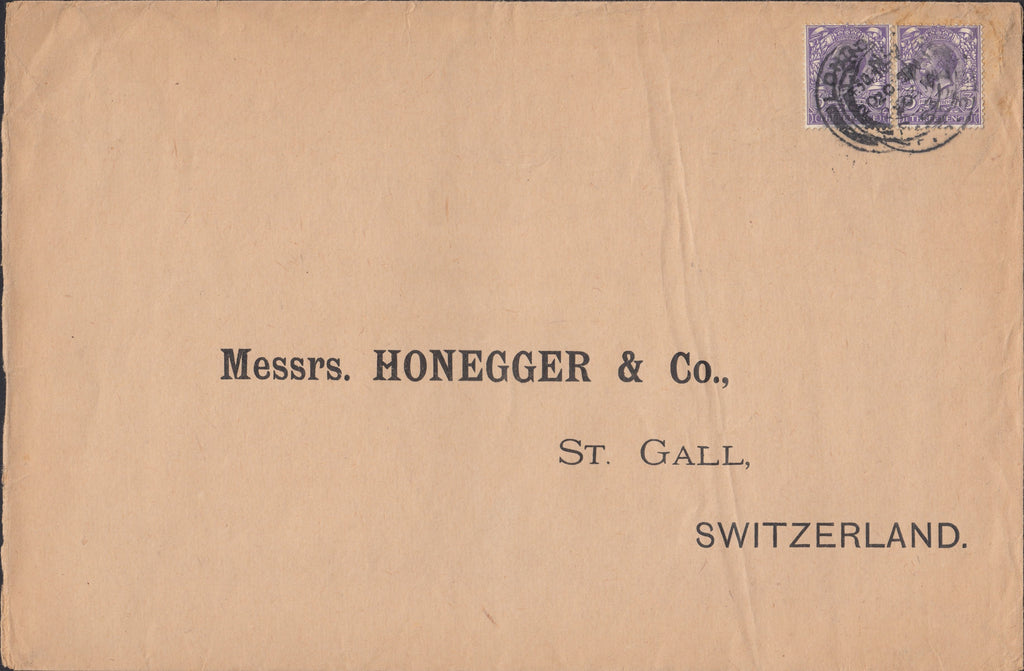 Messrs. HONEGGER & Co.,
St. Gall,
SWITZERLAND.